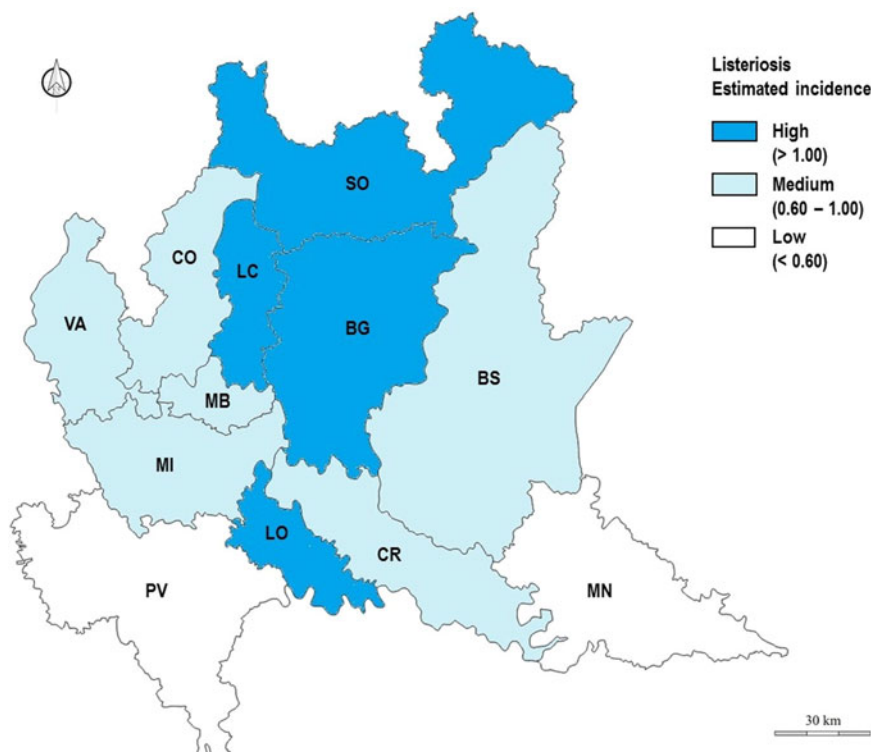 Listeriosis
Estimated incidence
High
(> 1.00)
Medium
(0.60 – 1.00)
Low
(< 0.60)
SO
CO
LC
VA
BG
BS
MB
MI
LO
CR
PV
MN
30 km